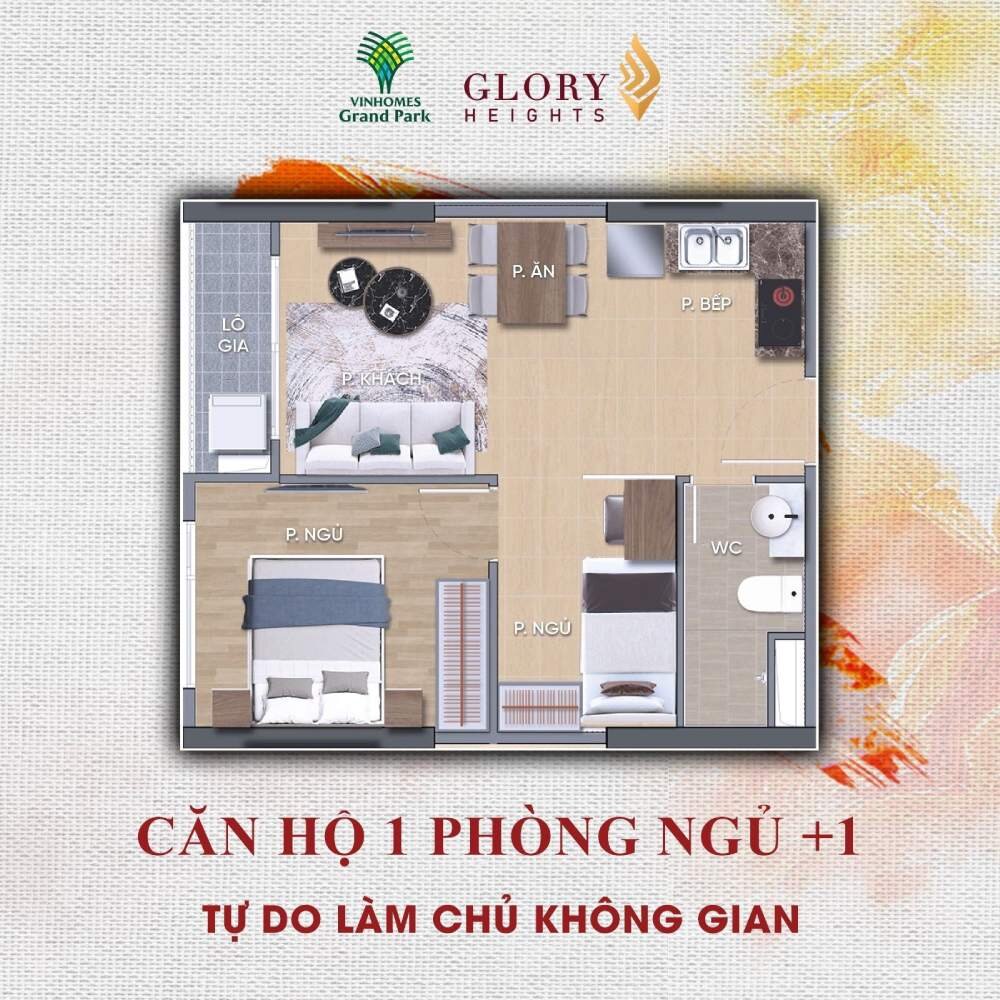 VINHOMES
Grand Park
GLORY
HEIGHTS
P. ĂN
P. BẾP
LÔ
GIA
P. KHÁCH
P. NGỦ
WC
P. NGỦ
CĂN HỘ 1 PHÒNG NGỦ +1
TỰ DO LÀM CHỦ KHÔNG GIAN